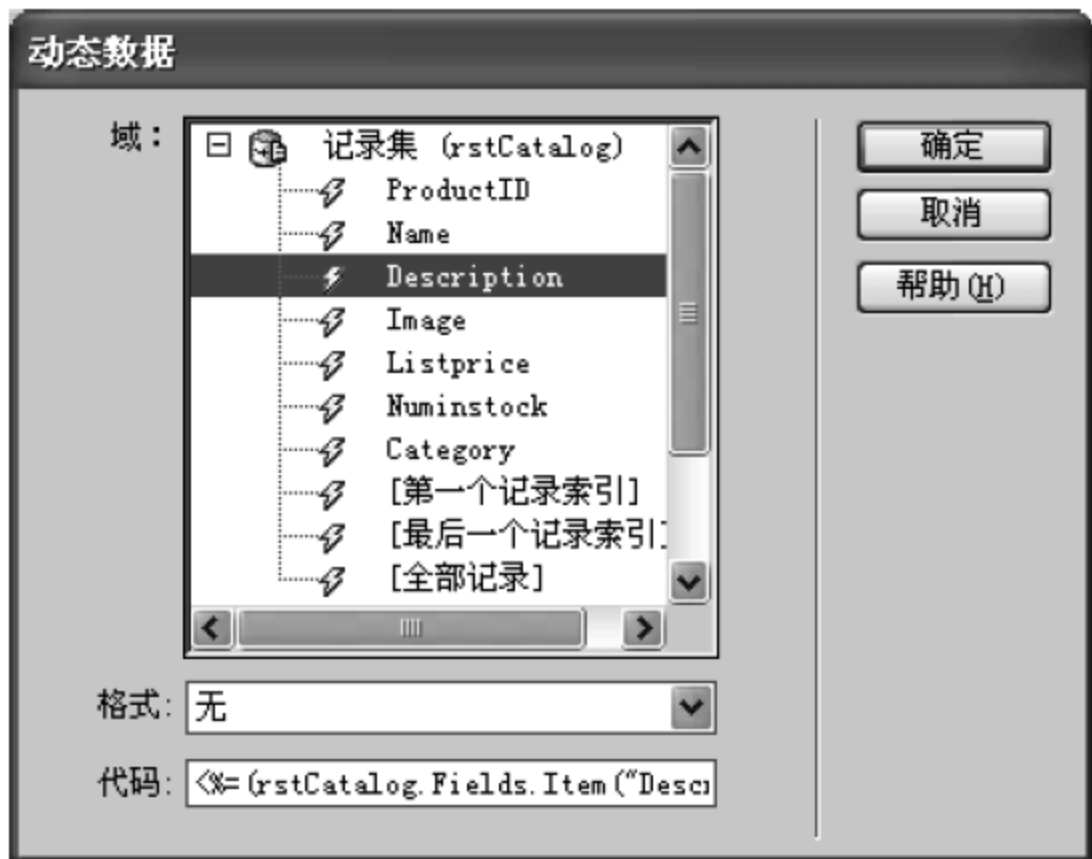 动态数据
域：
记录集 (rstCatalog)
ProductID
Name
Description
Image
Listprice
Numinstock
Category
[第一个记录索引]
[最后一个记录索引]
[全部记录]
确定
取消
帮助(H)
格式: 无
代码: <%=(rstCatalog.Fields.Item("Descr